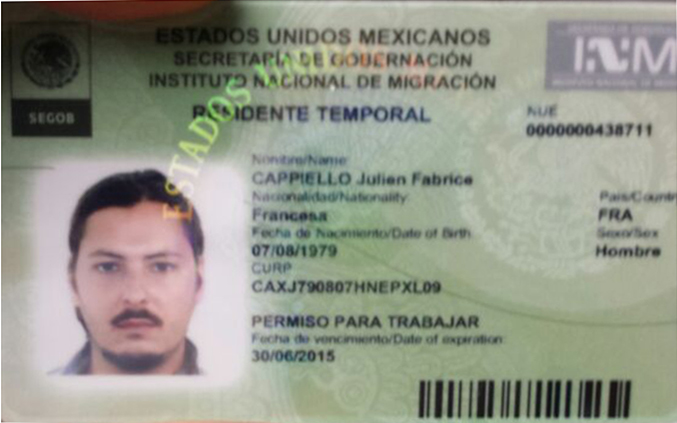 ESTADOS UNIDOS MEXICANOS
SECRETARÍA DE GOBERNACIÓN
INSTITUTO NACIONAL DE MIGRACIÓN
SEGOB
INM
RESIDENTE TEMPORAL
NUE
0000000438711
ESTADOS
Nombre/Name
CAPPIELLO Julien Fabrice
Nacionalidad/Nationality País/Country
Francesa FRA
Fecha de Nacimiento/Date of Birth Sexo/Sex
07/08/1979 Hombre
CURP
CAXJ790807HNEPXL09
PERMISO PARA TRABAJAR
Fecha de vencimiento/Date of expiration:
30/06/2015